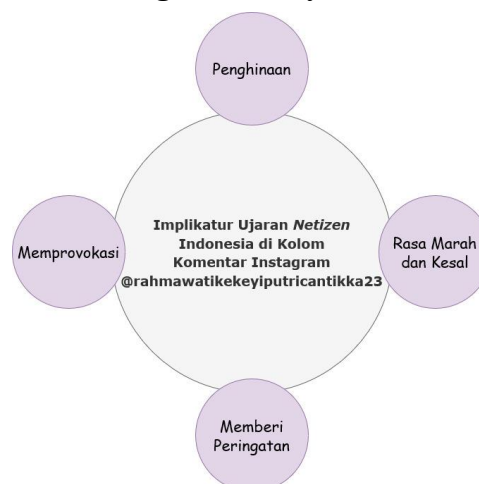 Penghinaan
Memprovokasi
Implikatur Ujaran Netizen
Indonesia di Kolom
Komentar Instagram
@rahmawatikekeyiputricantikka23
Rasa Marah
dan Kesal
Memberi
Peringatan